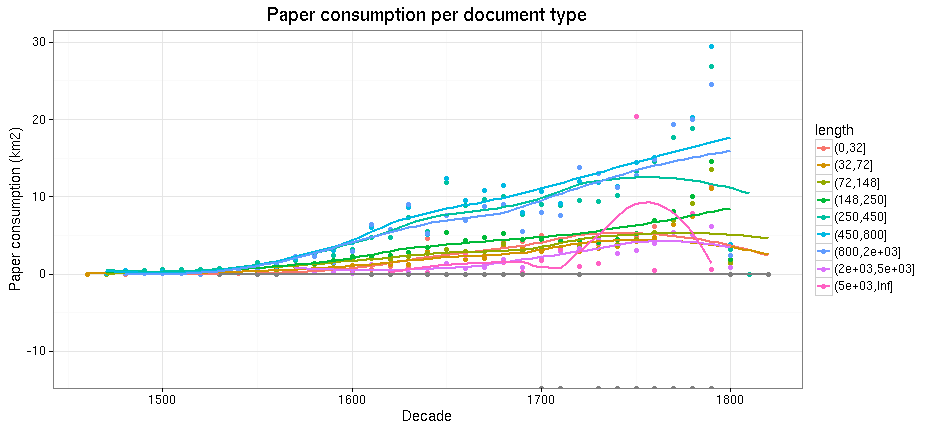 Paper consumption per document type
Paper consumption (km2)
30
20
10
0
-10
1500
1600
1700
1800
Decade
length
(0,32]
(32,72]
(72,148]
(148,250]
(250,450]
(450,800]
(800,2e+03]
(2e+03,5e+03]
(5e+03,Inf]